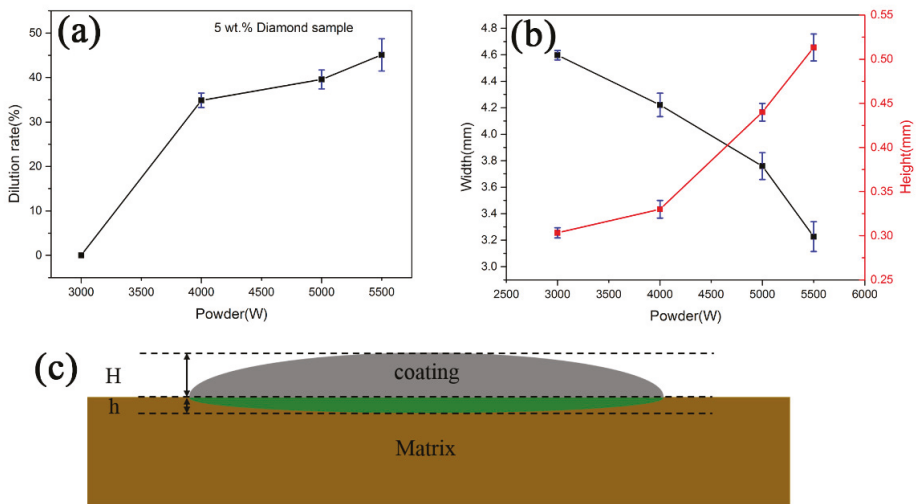 (a)
5 wt.% Diamond sample
Dilution rate(%)
50
40
30
20
10
0
3000 3500 4000 4500 5000 5500
Powder(W)
(b)
Width(mm)
4.6
4.4
4.2
4.0
3.8
3.6
3.4
3.2
3.0
Height(mm)
0.55
0.50
0.45
0.40
0.35
0.30
0.25
2500 3000 3500 4000 4500 5000 5500 6000
Powder(W)
(c)
H
coating
h
Matrix